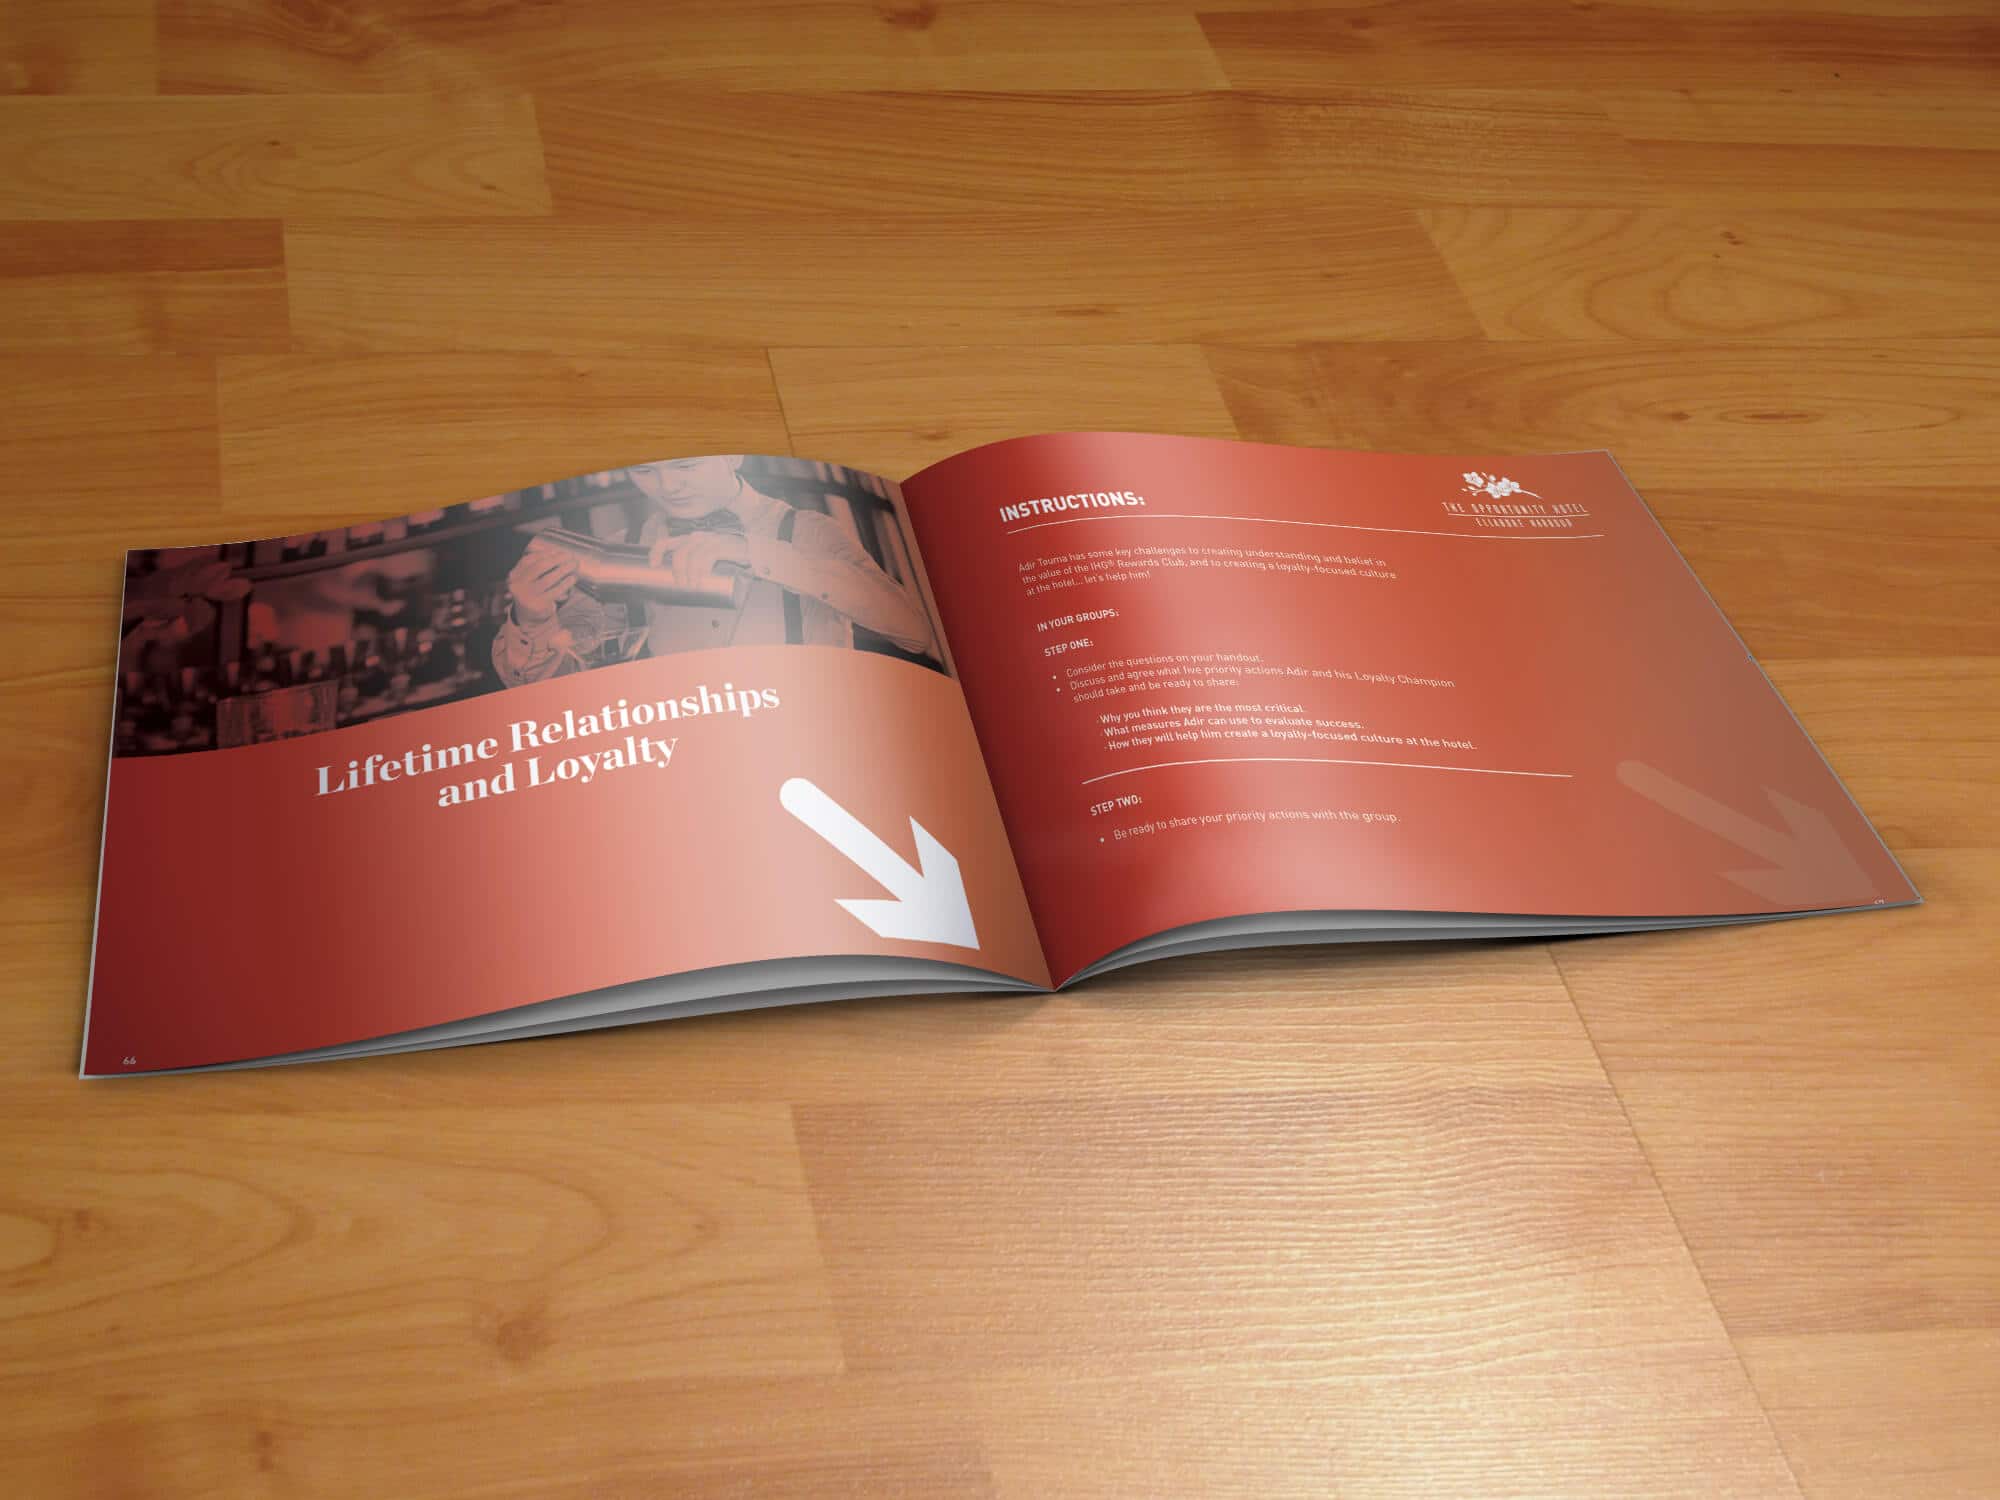 Lifetime Relationships
and Loyalty
66
INSTRUCTIONS:
THE OPPORTUNITY HOTEL
ELEANORE HARBOUR
Adir Touma has some key challenges to creating understanding and belief in
the value of the IHG® Rewards Club, and to creating a loyalty-focused culture
at the hotel... let's help him!
IN YOUR GROUPS:
STEP ONE:
• Consider the questions on your handout.
• Discuss and agree what five priority actions Adir and his Loyalty Champion
should take and be ready to share:
· Why you think they are the most critical.
· What measures Adir can use to evaluate success.
· How they will help him create a loyalty-focused culture at the hotel.
STEP TWO:
• Be ready to share your priority actions with the group.